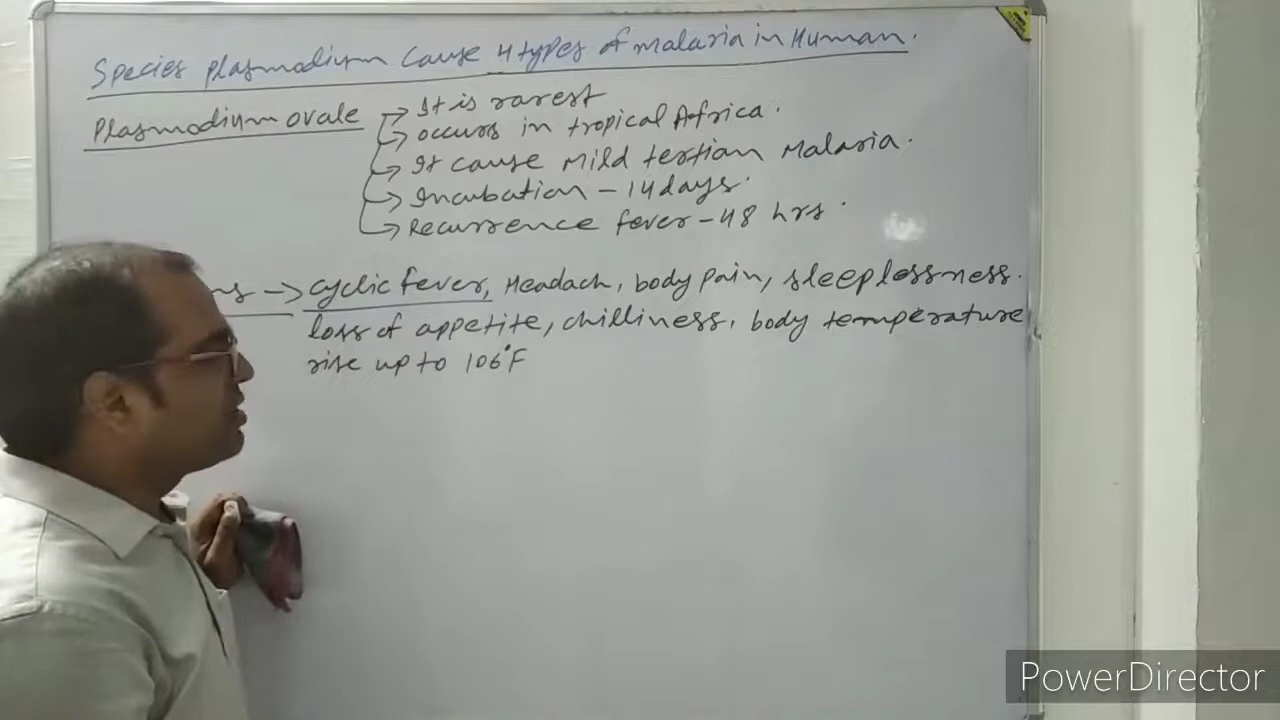 Species plasmodium cause 4 types of malaria in Human.
Plasmodium ovale → It is rarest
→ occurs in tropical Africa.
→ It cause Mild tertian Malaria.
→ Incubation - 14 days.
→ Recurrence fever - 48 hrs.
ms → cyclic fever, Headach, body pain, sleeplessness.
loss of appetite, chilliness, body temperature
rise up to 106°F
PowerDirector